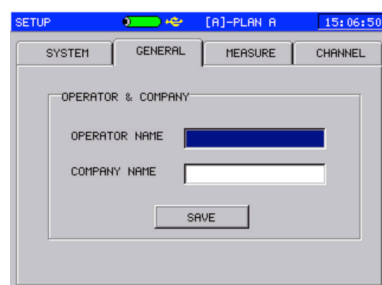 SETUP [A]-PLAN A 15:06:50
SYSTEM GENERAL MEASURE CHANNEL
OPERATOR & COMPANY
OPERATOR NAME
COMPANY NAME
SAVE